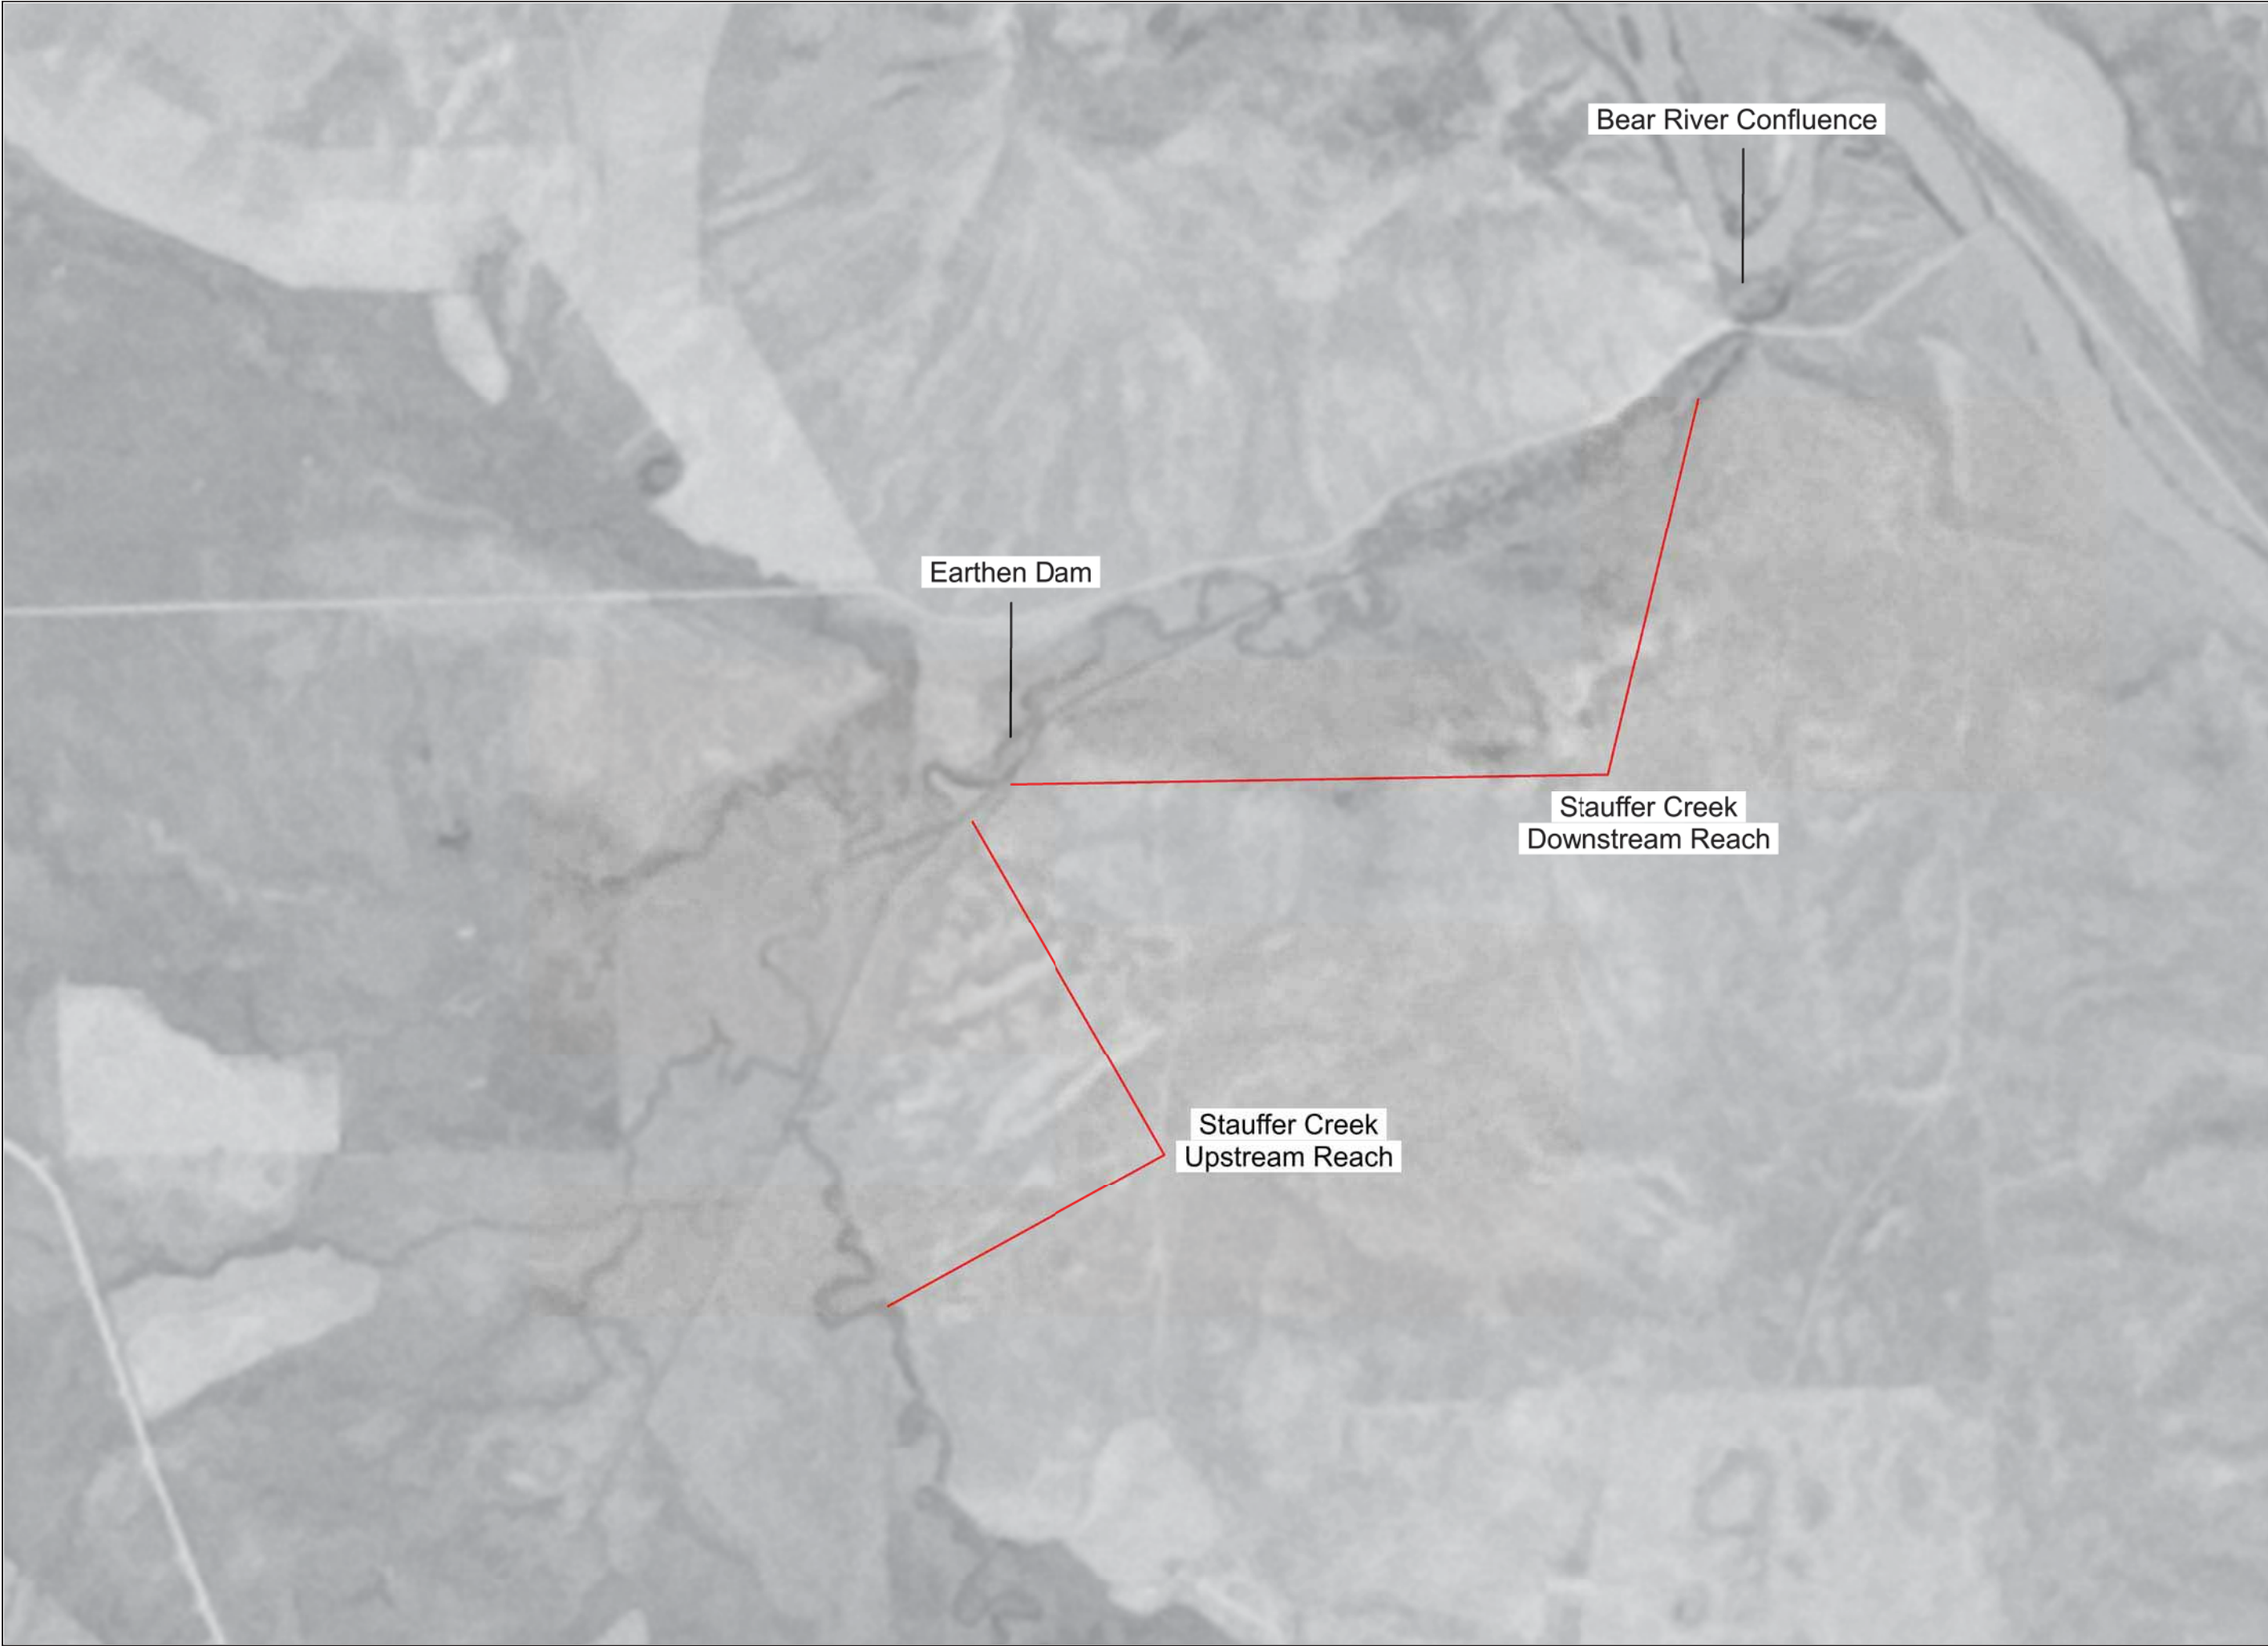 Bear River Confluence
Earthen Dam
Stauffer Creek
Downstream Reach
Stauffer Creek
Upstream Reach